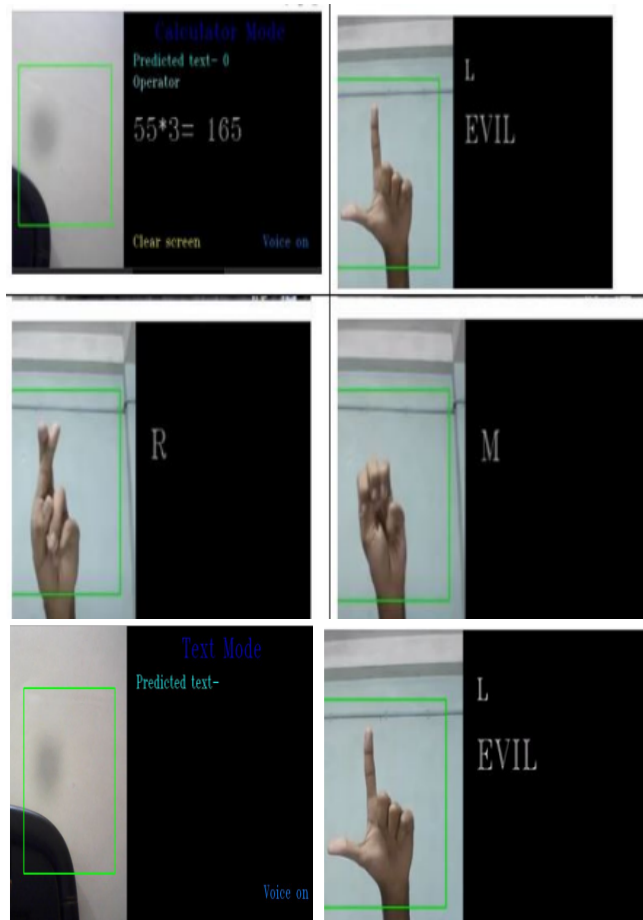 Calculator Mode
Predicted text- 0
Operator
55*3= 165
Clear screen
Voice on
L
EVIL
R
M
Text Mode
Predicted text-
Voice on
L
EVIL